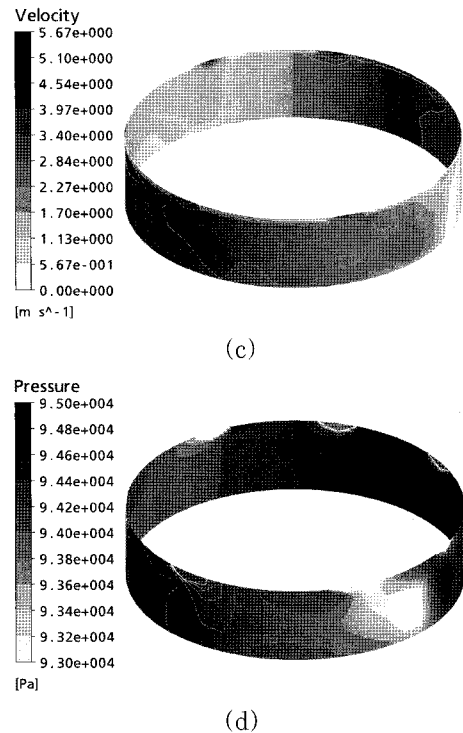 Velocity
5.67e+000
5.10e+000
4.54e+000
3.97e+000
3.40e+000
2.84e+000
2.27e+000
1.70e+000
1.13e+000
5.67e-001
0.00e+000
[m s^-1]
(c)
Pressure
9.50e+004
9.48e+004
9.46e+004
9.44e+004
9.42e+004
9.40e+004
9.38e+004
9.36e+004
9.34e+004
9.32e+004
9.30e+004
[Pa]
(d)